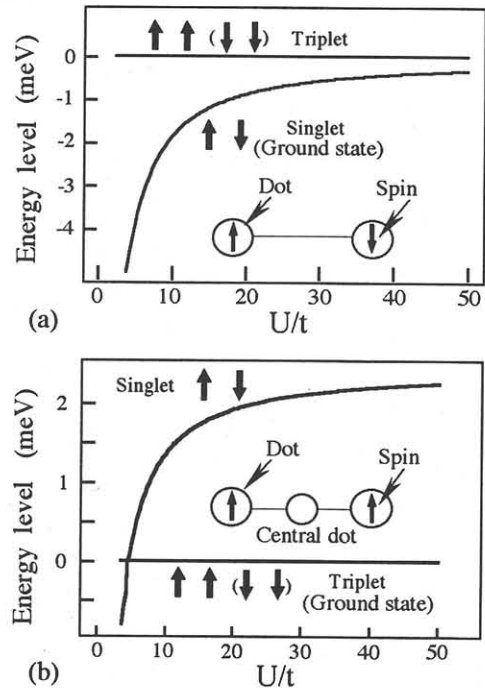 ( ) Triplet
0
-1
-2
-3
-4
Energy level (meV)
Singlet
(Ground state)
Dot
Spin
0 10 20 30 40 50
(a)
U/t
Singlet
2
1
0
Energy level (meV)
Dot
Spin
Central dot
( ) Triplet
(Ground state)
0 10 20 30 40 50
(b)
U/t